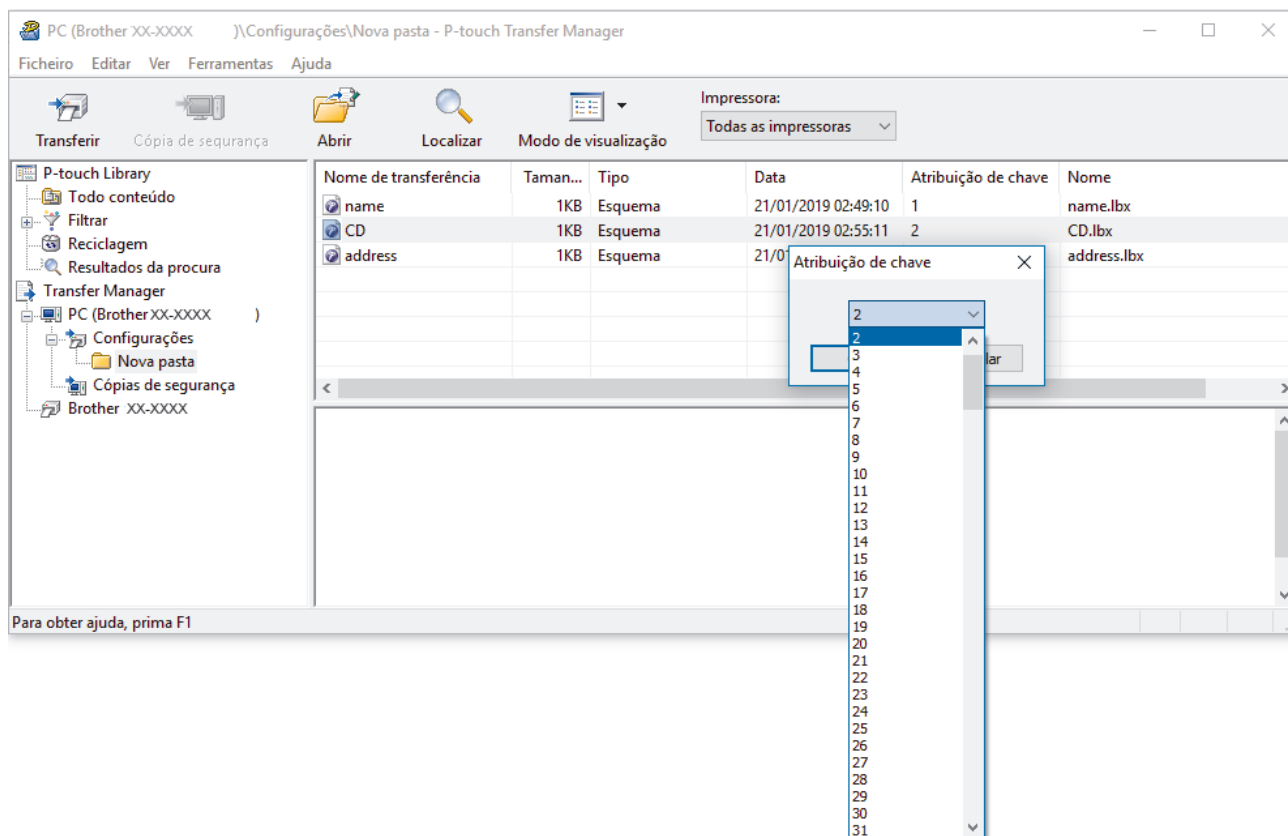 PC (Brother XX-XXXX )\Configurações\Nova pasta - P-touch Transfer Manager
Ficheiro Editar Ver Ferramentas Ajuda
Transferir Cópia de segurança Abrir Localizar Modo de visualização
Impressora:
Todas as impressoras
P-touch Library
Todo conteúdo
Filtrar
Reciclagem
Resultados da procura
Transfer Manager
PC (Brother XX-XXXX )
Configurações
Nova pasta
Cópias de segurança
Brother XX-XXXX
Nome de transferência Taman... Tipo Data Atribuição de chave Nome
name 1KB Esquema 21/01/2019 02:49:10 1 name.lbx
CD 1KB Esquema 21/01/2019 02:55:11 2 CD.lbx
address 1KB Esquema 21/0 address.lbx
Atribuição de chave
2
2
3
4
5
6
7
8
9
10
11
12
13
14
15
16
17
18
19
20
21
22
23
24
25
26
27
28
29
30
31
Para obter ajuda, prima F1